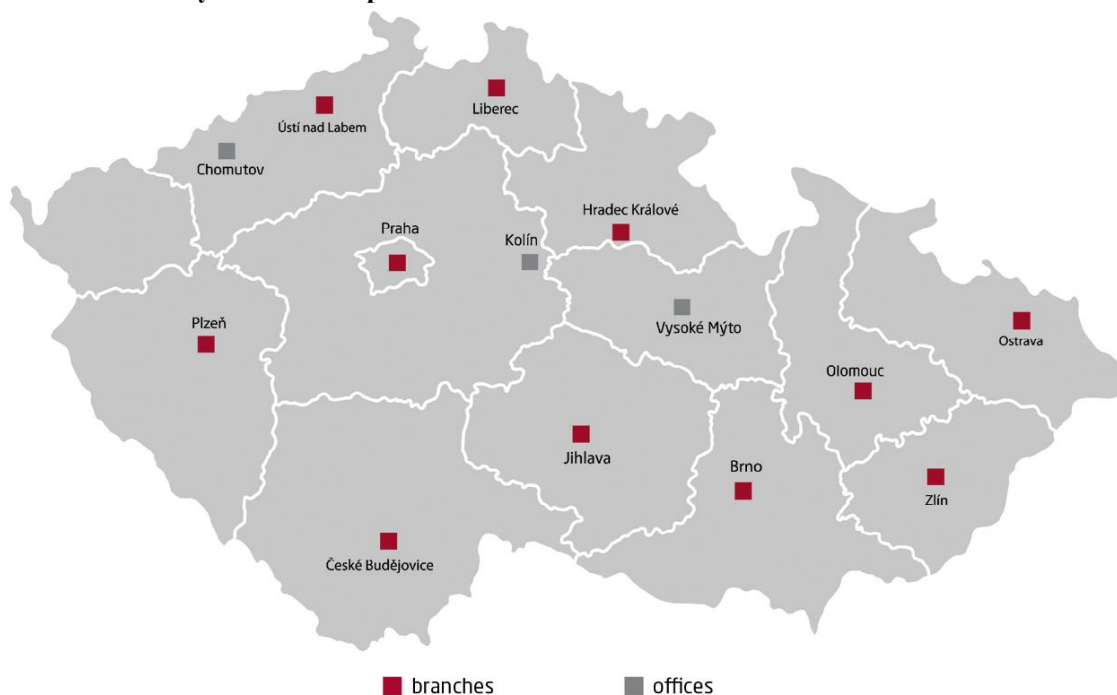 Liberec
Ústí nad Labem
Chomutov
Hradec Králové
Praha
Kolín
Plzeň
Vysoké Mýto
Ostrava
Olomouc
Jihlava
Brno
Zlín
České Budějovice
branches
offices